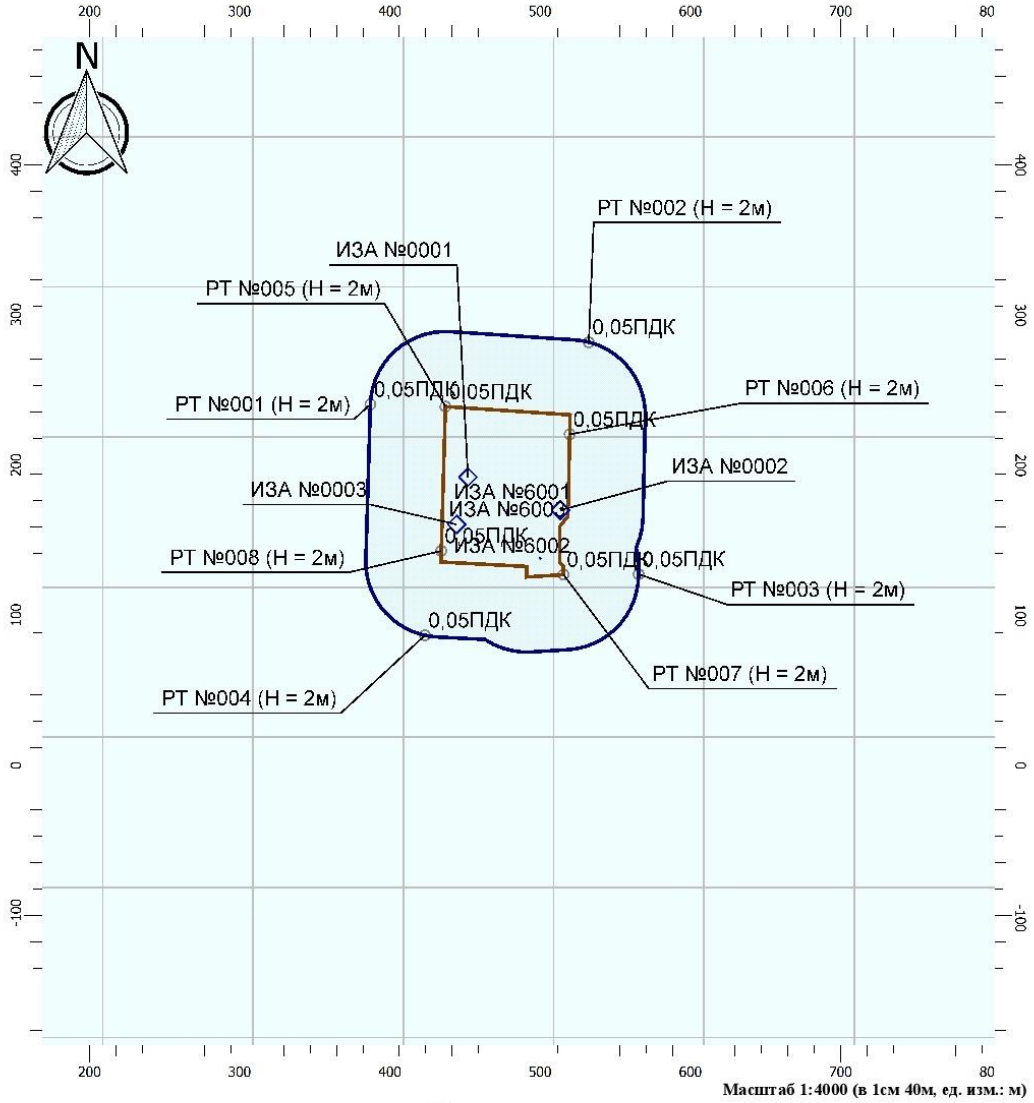 200 300 400 500 600 700 80
N
400 400
РТ №002 (H = 2м)
ИЗА №0001
РТ №005 (H = 2м)
300 300
0,05ПДК
РТ №006 (H = 2м)
0,05ПДК 0,05ПДК
РТ №001 (H = 2м)
0,05ПДК
200 200
ИЗА №0002
ИЗА №0003 ИЗА №6001
ИЗА №600
0,05ПДК
РТ №008 (H = 2м) ИЗА №6002
0,05ПДК 0,05ПДК
РТ №003 (H = 2м)
100 100
0,05ПДК
РТ №007 (H = 2м)
РТ №004 (H = 2м)
0 0
-100 -100
200 300 400 500 600 700 80
Масштаб 1:4000 (в 1см 40м, ед. изм.: м)